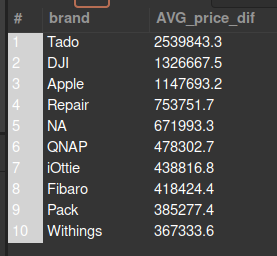 # brand AVG_price_dif
1 Tado 2539843.3
2 DJI 1326667.5
3 Apple 1147693.2
4 Repair 753751.7
5 NA 671993.3
6 QNAP 478302.7
7 iOttie 438816.8
8 Fibaro 418424.4
9 Pack 385277.4
10 Withings 367333.6